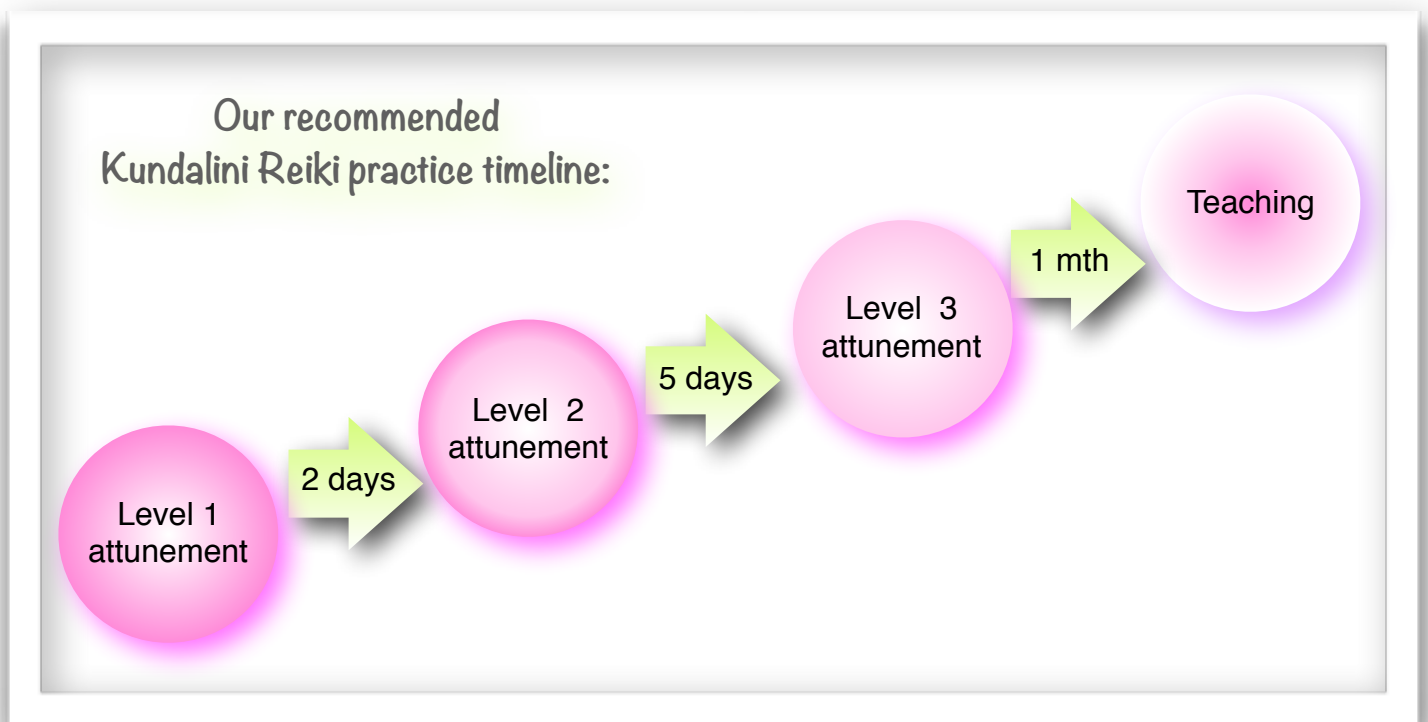 Our recommended
Kundalini Reiki practice timeline:
Level 1
attunement
2 days
Level 2
attunement
5 days
Level 3
attunement
1 mth
Teaching